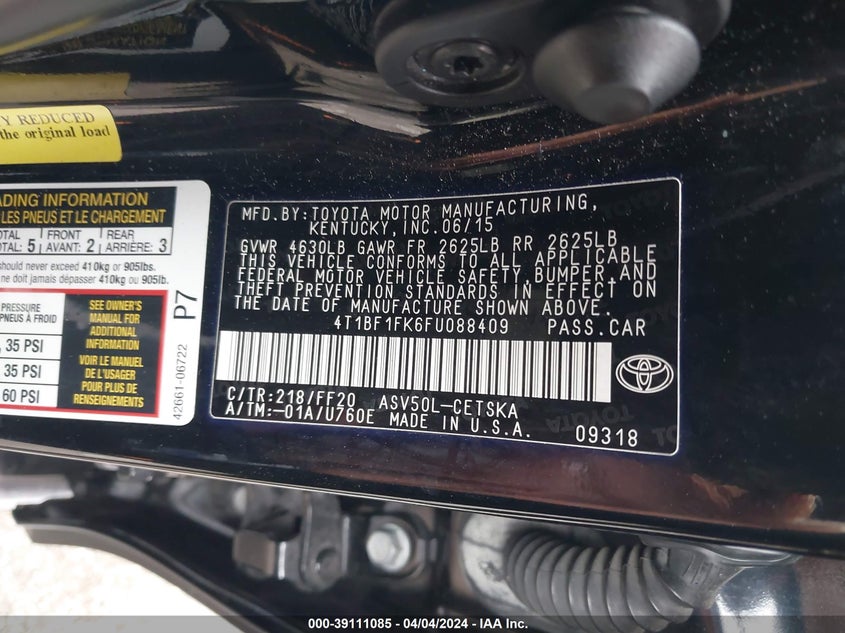 Y REDUCED
the original load
ADING INFORMATION
LES PNEUS ET LE CHARGEMENT
TOTAL 5 FRONT AVANT: 2 REAR ARRIÈRE: 3
should never exceed 410kg or 905lbs.
ne doit jamais dépasser 410kg ou 905lb.
PRESSURE
PNEUS À FROID
, 35 PSI
35 PSI
60 PSI
SEE OWNER'S
MANUAL FOR
ADDITIONAL
INFORMATION
VOIR LE MANUEL
DE L'USAGER
POUR PLUS DE
RENSEIGNEMENTS
42661-06722
P7
MFD.BY:TOYOTA MOTOR MANUFACTURING,
KENTUCKY, INC.06/15
GVWR 4630LB GAWR FR 2625LB RR 2625LB
THIS VEHICLE CONFORMS TO ALL APPLICABLE
FEDERAL MOTOR VEHICLE SAFETY, BUMPER,AND
THEFT PREVENTION STANDARDS IN EFFECT ON
THE DATE OF MANUFACTURE SHOWN ABOVE.
4T1BF1FK6FU088409 PASS.CAR
C/TR:218/FF20 ASV50L-CETSKA
A/TM:-01A/U760E MADE IN U.S.A. 09318
000-39111085 - 04/04/2024 - IAA Inc.